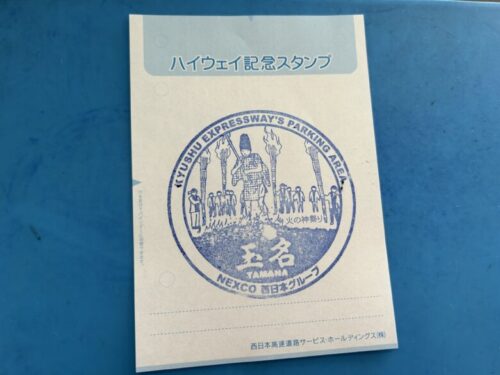 ハイウェイ記念スタンプ
KYUSHU EXPRESSWAY'S PARKING AREA
火の神祭り
玉名
TAMANA
NEXCO 西日本グループ
西日本高速道路サービス・ホールディングス(株)